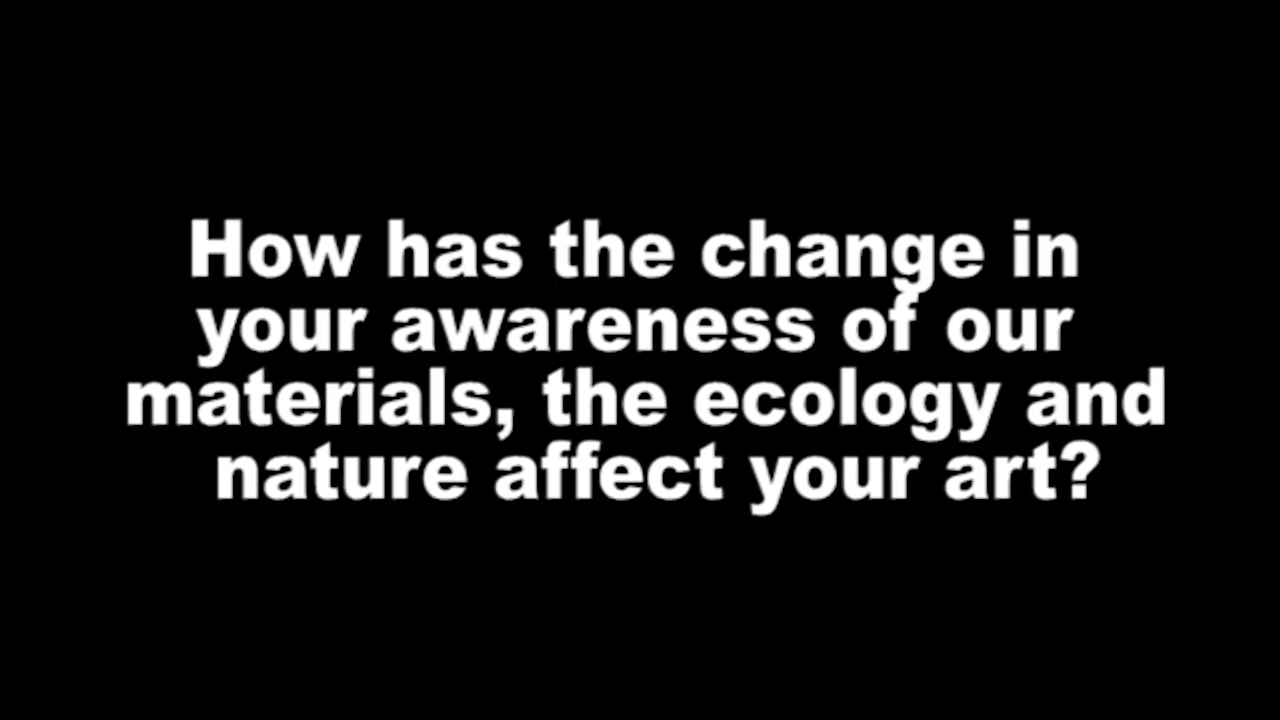 How has the change in
your awareness of our
materials, the ecology and
nature affect your art?